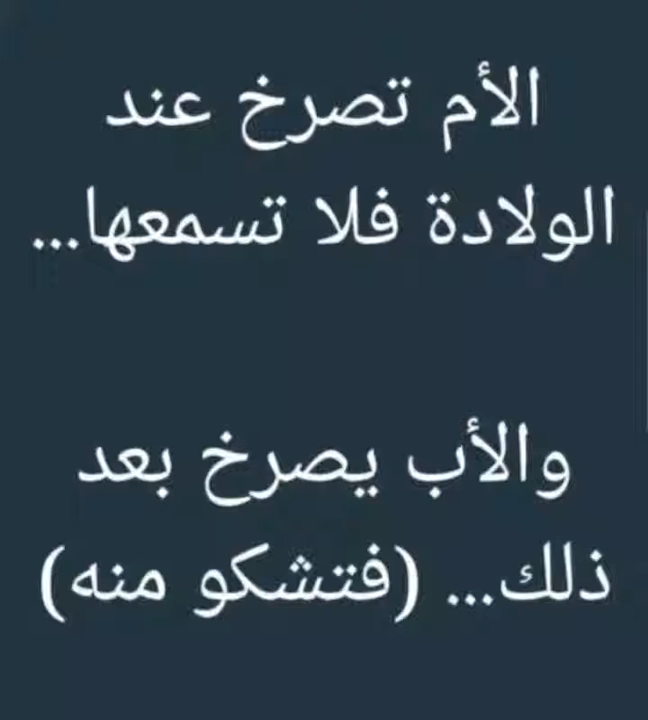 الأم تصرخ عند
الولادة فلا تسمعها...
والأب يصرخ بعد
ذلك... (فتشكو منه)